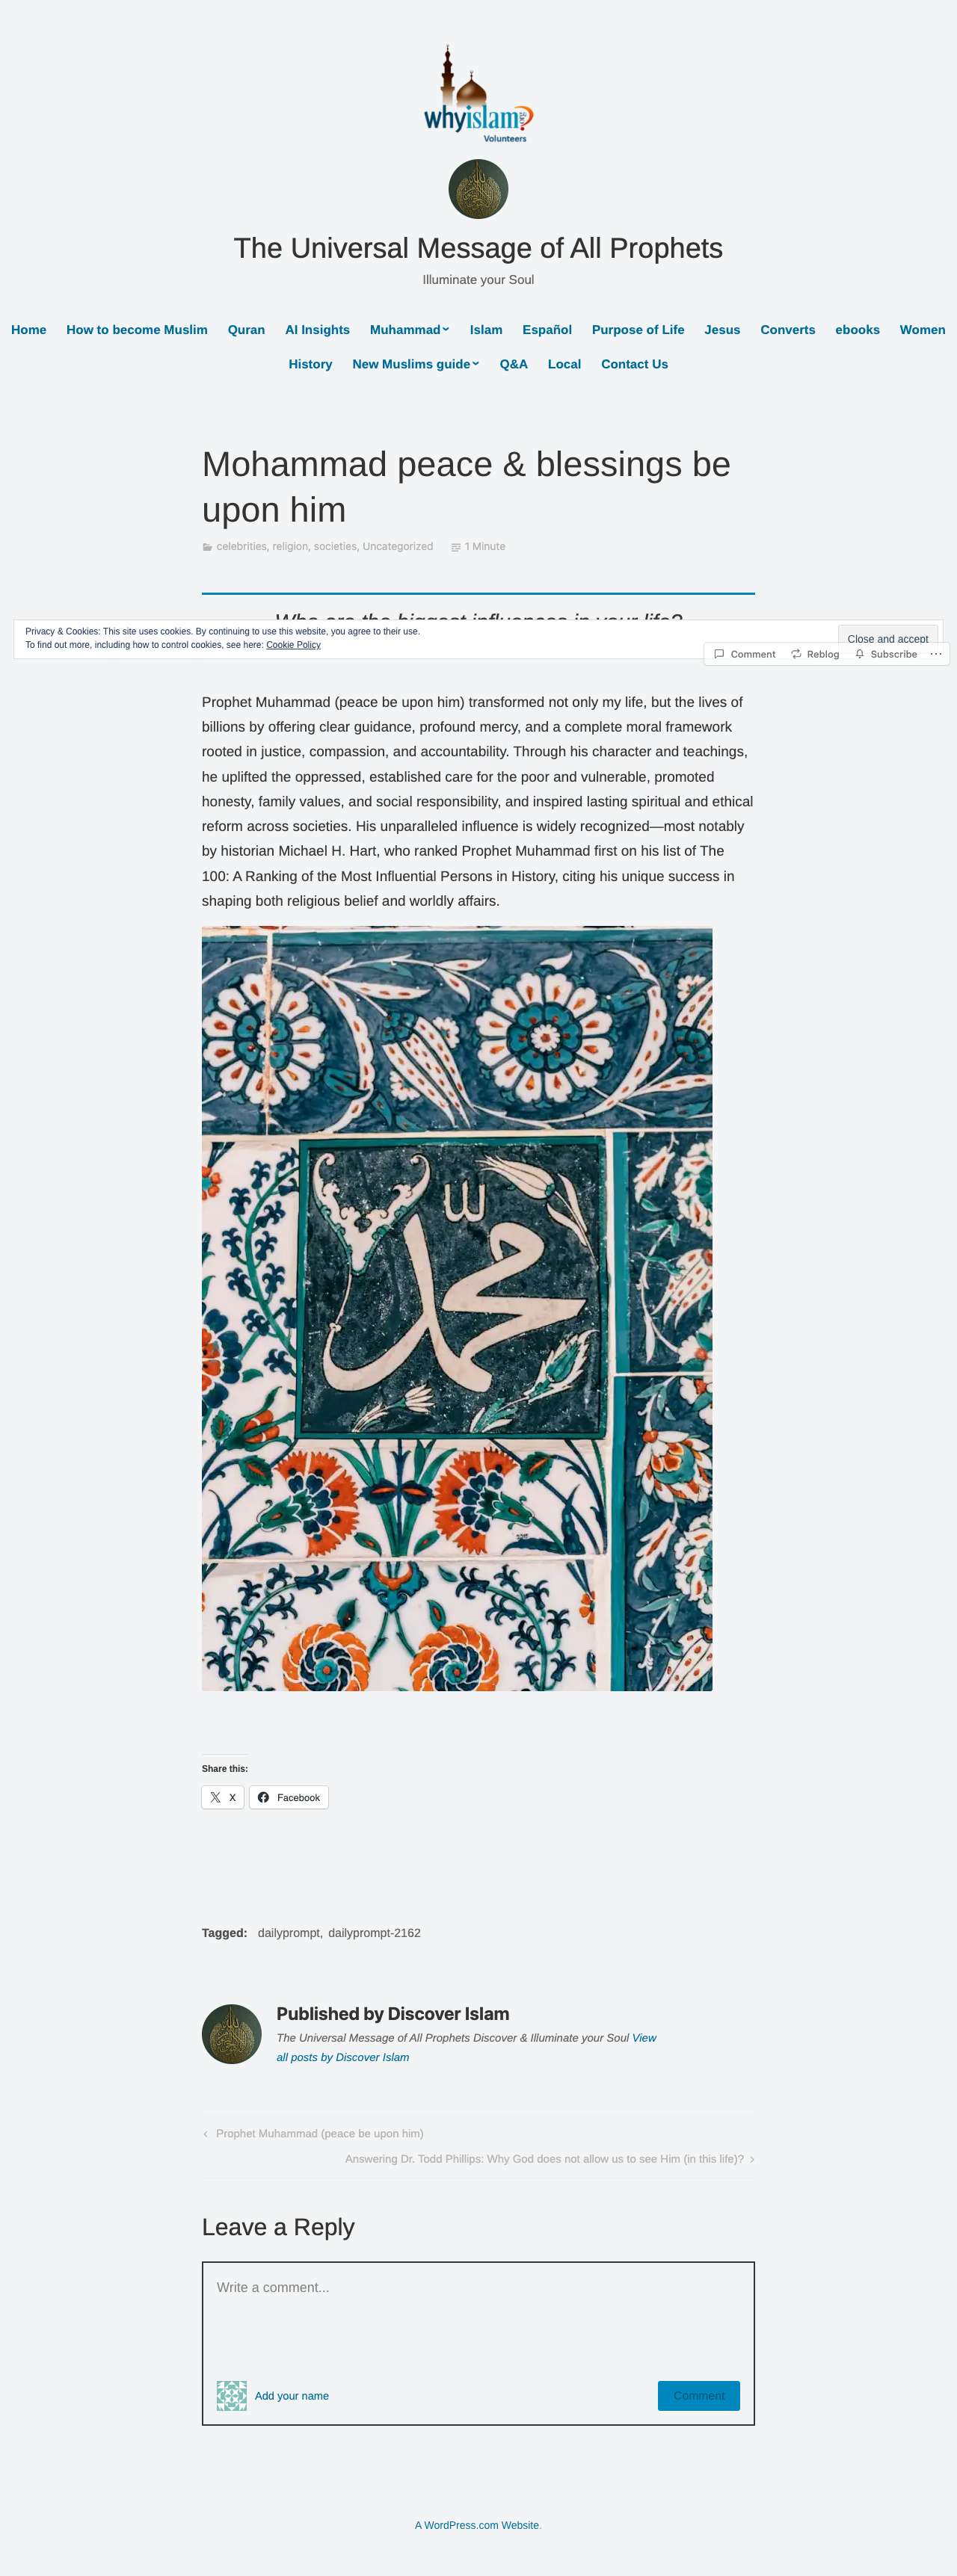 whyislam?
Volunteers
The Universal Message of All Prophets
Illuminate your Soul
Home How to become Muslim Quran AI Insights Muhammad Islam Español Purpose of Life Jesus Converts ebooks Women
History New Muslims guide Q&A Local Contact Us
Mohammad peace & blessings be
upon him
celebrities, religion, societies, Uncategorized 1 Minute
Who are the biggest influences in your life?
Privacy & Cookies: This site uses cookies. By continuing to use this website, you agree to their use.
To find out more, including how to control cookies, see here: Cookie Policy
Close and accept
Comment Reblog Subscribe ...
Prophet Muhammad (peace be upon him) transformed not only my life, but the lives of
billions by offering clear guidance, profound mercy, and a complete moral framework
rooted in justice, compassion, and accountability. Through his character and teachings,
he uplifted the oppressed, established care for the poor and vulnerable, promoted
honesty, family values, and social responsibility, and inspired lasting spiritual and ethical
reform across societies. His unparalleled influence is widely recognized—most notably
by historian Michael H. Hart, who ranked Prophet Muhammad first on his list of The
100: A Ranking of the Most Influential Persons in History, citing his unique success in
shaping both religious belief and worldly affairs.
محمد
Share this:
X Facebook
Tagged: dailyprompt, dailyprompt-2162
Published by Discover Islam
The Universal Message of All Prophets Discover & Illuminate your Soul View
all posts by Discover Islam
‹ Prophet Muhammad (peace be upon him)
Answering Dr. Todd Phillips: Why God does not allow us to see Him (in this life)? ›
Leave a Reply
Write a comment...
Add your name
Comment
A WordPress.com Website.